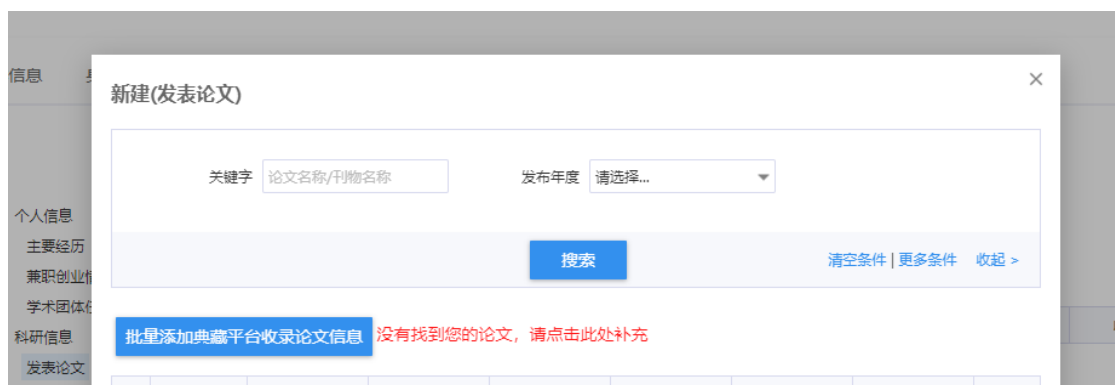 信息
新建(发表论文)
×
关键字 论文名称/刊物名称 发布年度 请选择...
个人信息
主要经历
搜索 清空条件 | 更多条件 收起 >
兼职创业
学术团体
科研信息
批量添加典藏平台收录论文信息 没有找到您的论文，请点击此处补充
发表论文